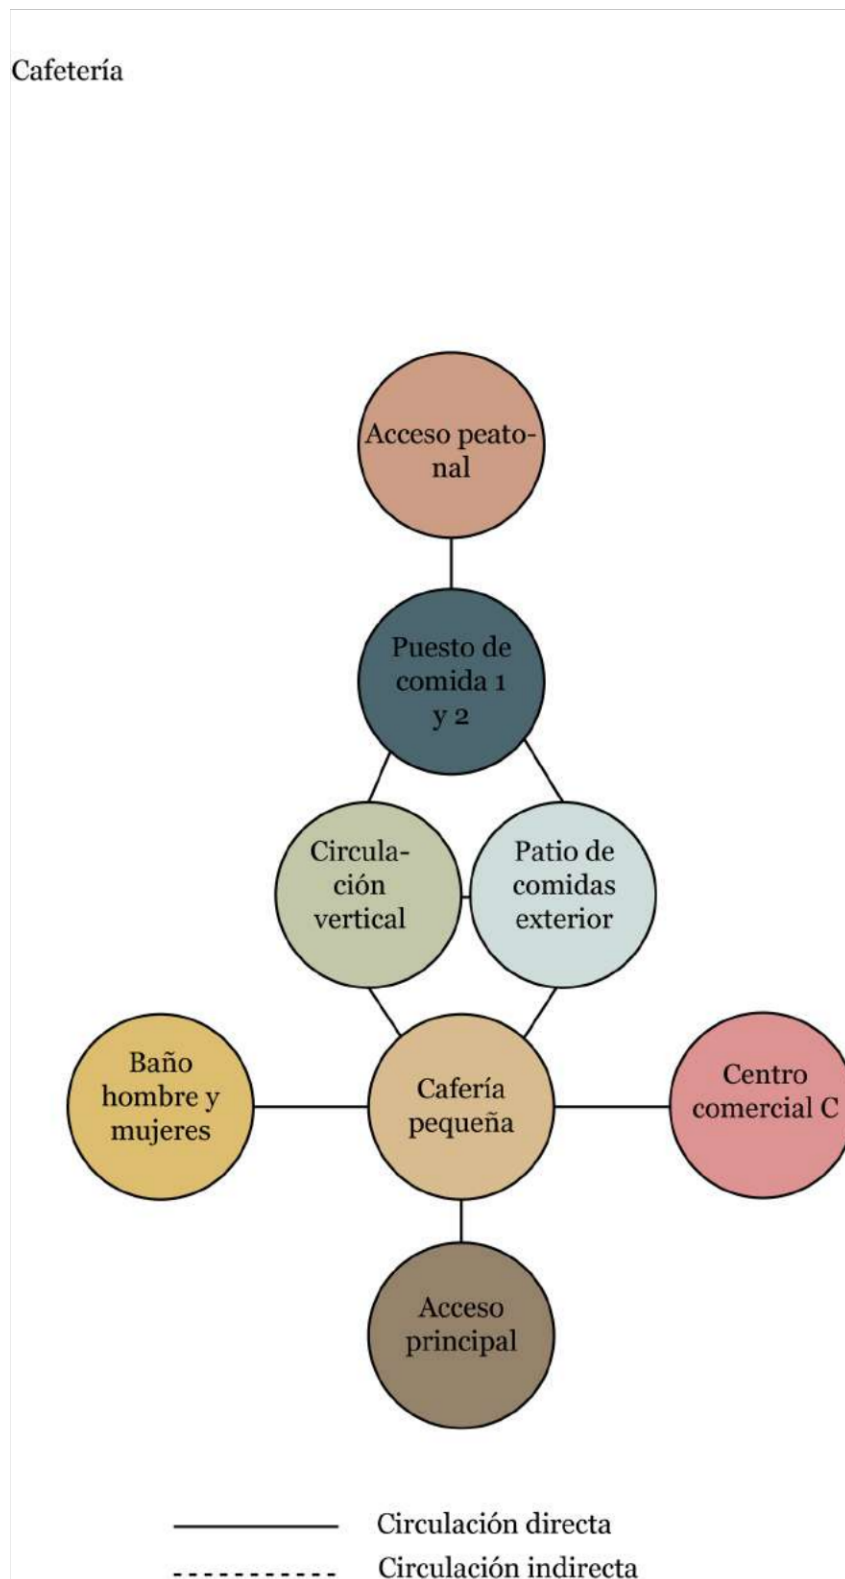 Cafetería
Acceso peato-
nal
Puesto de
comida 1
y 2
Circula-
ción
vertical
Patio de
comidas
exterior
Baño
hombre y
mujeres
Cafería
pequeña
Centro
comercial C
Acceso
principal
Circulación directa
Circulación indirecta